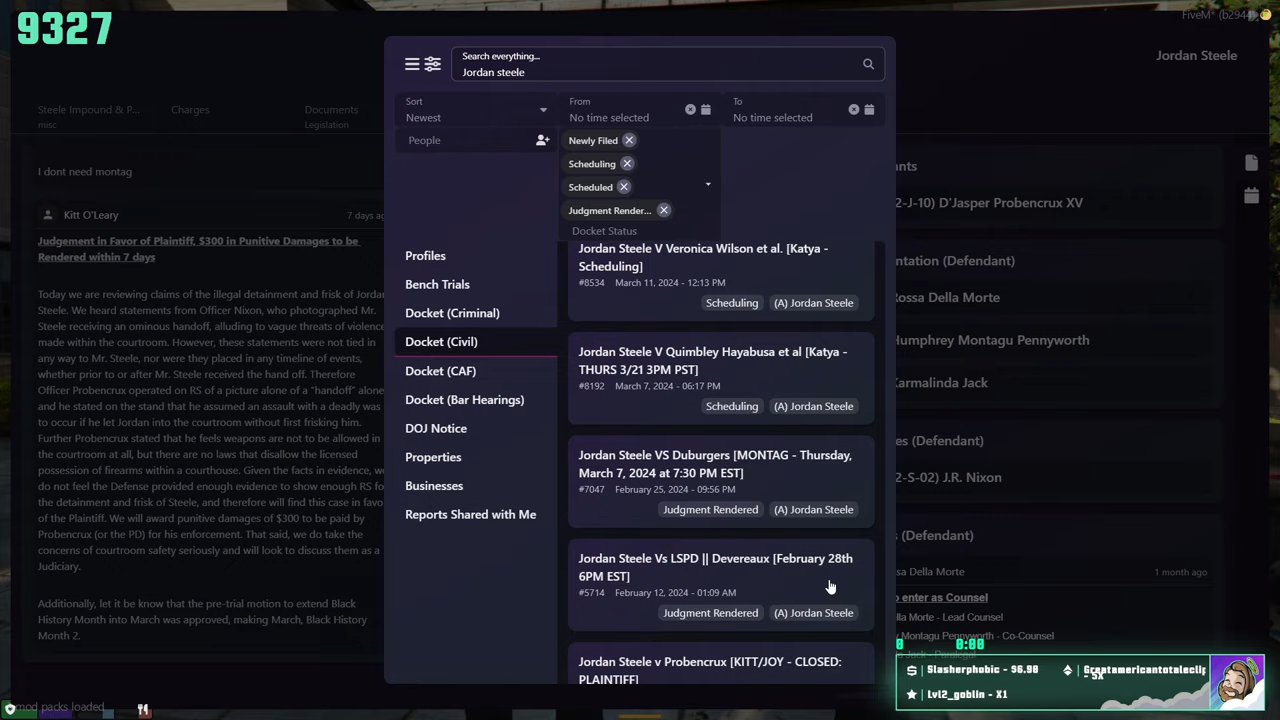 9327
FiveM* (b2944
Jordan Steele
Steele Impound & P...
misc
Charges
Documents
Legislation
I dont need montag
Kitt O'Leary
7 days ag
Judgement in Favor of Plaintiff, $300 in Punitive Damages to be
Rendered within 7 days
Today we are reviewing claims of the illegal detainment and frisk of Jordan
Steele. We heard statements from Officer Nixon, who photographed Mr.
Steele receiving an ominous handoff, alluding to vague threats of violence
made within the courtroom. However, these statements were not tied in
any way to Mr. Steele, nor were they placed in any timeline of events,
whether prior to or after Mr. Steele received the handoff. Therefore
Officer Probencrux operated on RS of a picture alone of a "handoff" alone
and he stated on the stand that he assumed an assault with a deadly was
to occur if he let Jordan into the courtroom without first frisking him.
Further Probencrux stated that he feels weapons are not to be allowed in
the courtroom at all, but there are no laws that disallow the licensed
possession of firearms within a courthouse. Given the facts in evidence, we
do not feel the Defense provided enough evidence to show enough RS for
the detainment and frisk of Steele, and therefore will find this case in favor
of the Plaintiff. We will award punitive damages of $300 to be paid by
Probencrux (or the PD) for his enforcement. That said, we do take the
concerns of courtroom safety seriously and will look to discuss them as a
Judiciary.
Additionally, let it be know that the pre-trial motion to extend Black
History Month into March was approved, making March, Black History
Month 2.
mod packs loaded
Search everything...
Jordan steele
Sort
Newest
From
No time selected
To
No time selected
People
Newly Filed
Scheduling
Scheduled
Judgment Render...
Docket Status
Profiles
Bench Trials
Docket (Criminal)
Docket (Civil)
Docket (CAF)
Docket (Bar Hearings)
DOJ Notice
Properties
Businesses
Reports Shared with Me
Jordan Steele V Veronica Wilson et al. [Katya -
Scheduling]
#8534 March 11, 2024 - 12:13 PM
Scheduling (A) Jordan Steele
Jordan Steele V Quimbley Hayabusa et al [Katya -
THURS 3/21 3PM PST]
#8192 March 7, 2024 - 06:17 PM
Scheduling (A) Jordan Steele
Jordan Steele VS Duburgers [MONTAG - Thursday,
March 7, 2024 at 7:30 PM EST]
#7047 February 25, 2024 - 09:56 PM
Judgment Rendered (A) Jordan Steele
Jordan Steele Vs LSPD || Devereaux [February 28th
6PM EST]
#5714 February 12, 2024 - 01:09 AM
Judgment Rendered (A) Jordan Steele
Jordan Steele v Probencrux [KITT/JOY - CLOSED:
PLAINTIFF]
ants
2-J-10) D'Jasper Probencrux XV
ntation (Defendant)
Rossa Della Morte
Humphrey Montagu Pennyworth
Karmalinda Jack
es (Defendant)
2-S-02) J.R. Nixon
s (Defendant)
sa Della Morte
1 month ago
o enter as Counsel
lla Morte - Lead Counsel
y Montagu Pennyworth - Co-Counsel
a Jack - Paralegal
0:00
Slasherphobic - $6.98
Greatamericantotaleclip
- 5X
Lvl2_goblin - X1